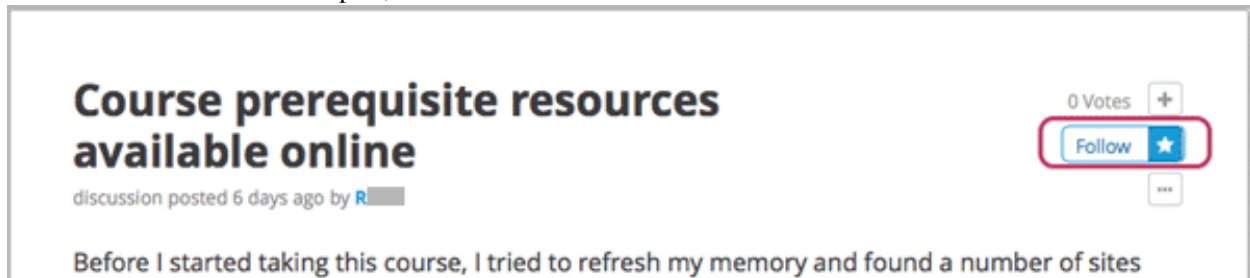 Course prerequisite resources
available online
discussion posted 6 days ago by R
0 Votes +
Follow
...
Before I started taking this course, I tried to refresh my memory and found a number of sites